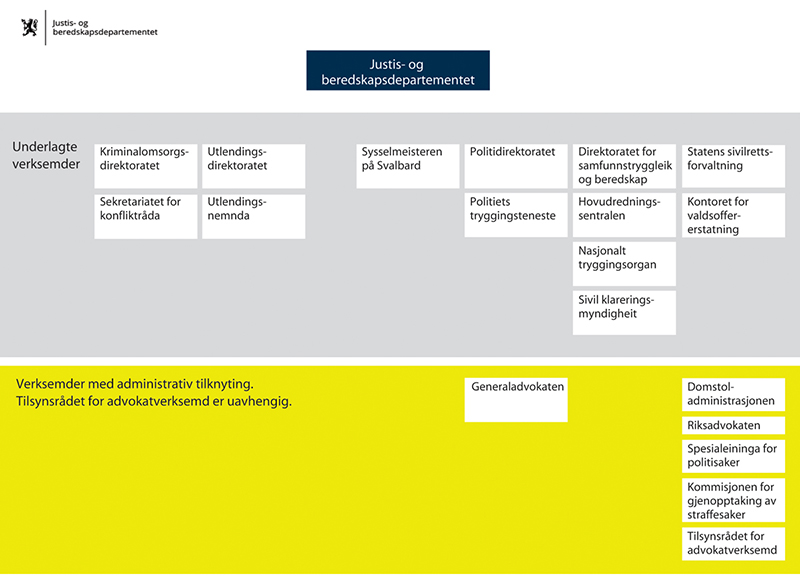 Justis- og
beredskapsdepartementet
Justis- og
beredskapsdepartementet
Underlagte
verksemder
Kriminalomsorgs-
direktoratet
Utlendings-
direktoratet
Sysselmeisteren
på Svalbard
Politidirektoratet
Direktoratet for
samfunnstryggleik
og beredskap
Statens sivilretts-
forvaltning
Sekretariatet for
konfliktråda
Utlendings-
nemnda
Politiets
tryggingsteneste
Hovudrednings-
sentralen
Kontoret for
valdsoffer-
erstatning
Nasjonalt
tryggingsorgan
Sivil klarerings-
myndigheit
Verksemder med administrativ tilknyting.
Tilsynsrådet for advokatverksemd er uavhengig.
Generaladvokaten
Domstol-
administrasjonen
Riksadvokaten
Spesialeininga for
politisaker
Kommisjonen for
gjenopptaking av
straffesaker
Tilsynsrådet for
advokatverksemd